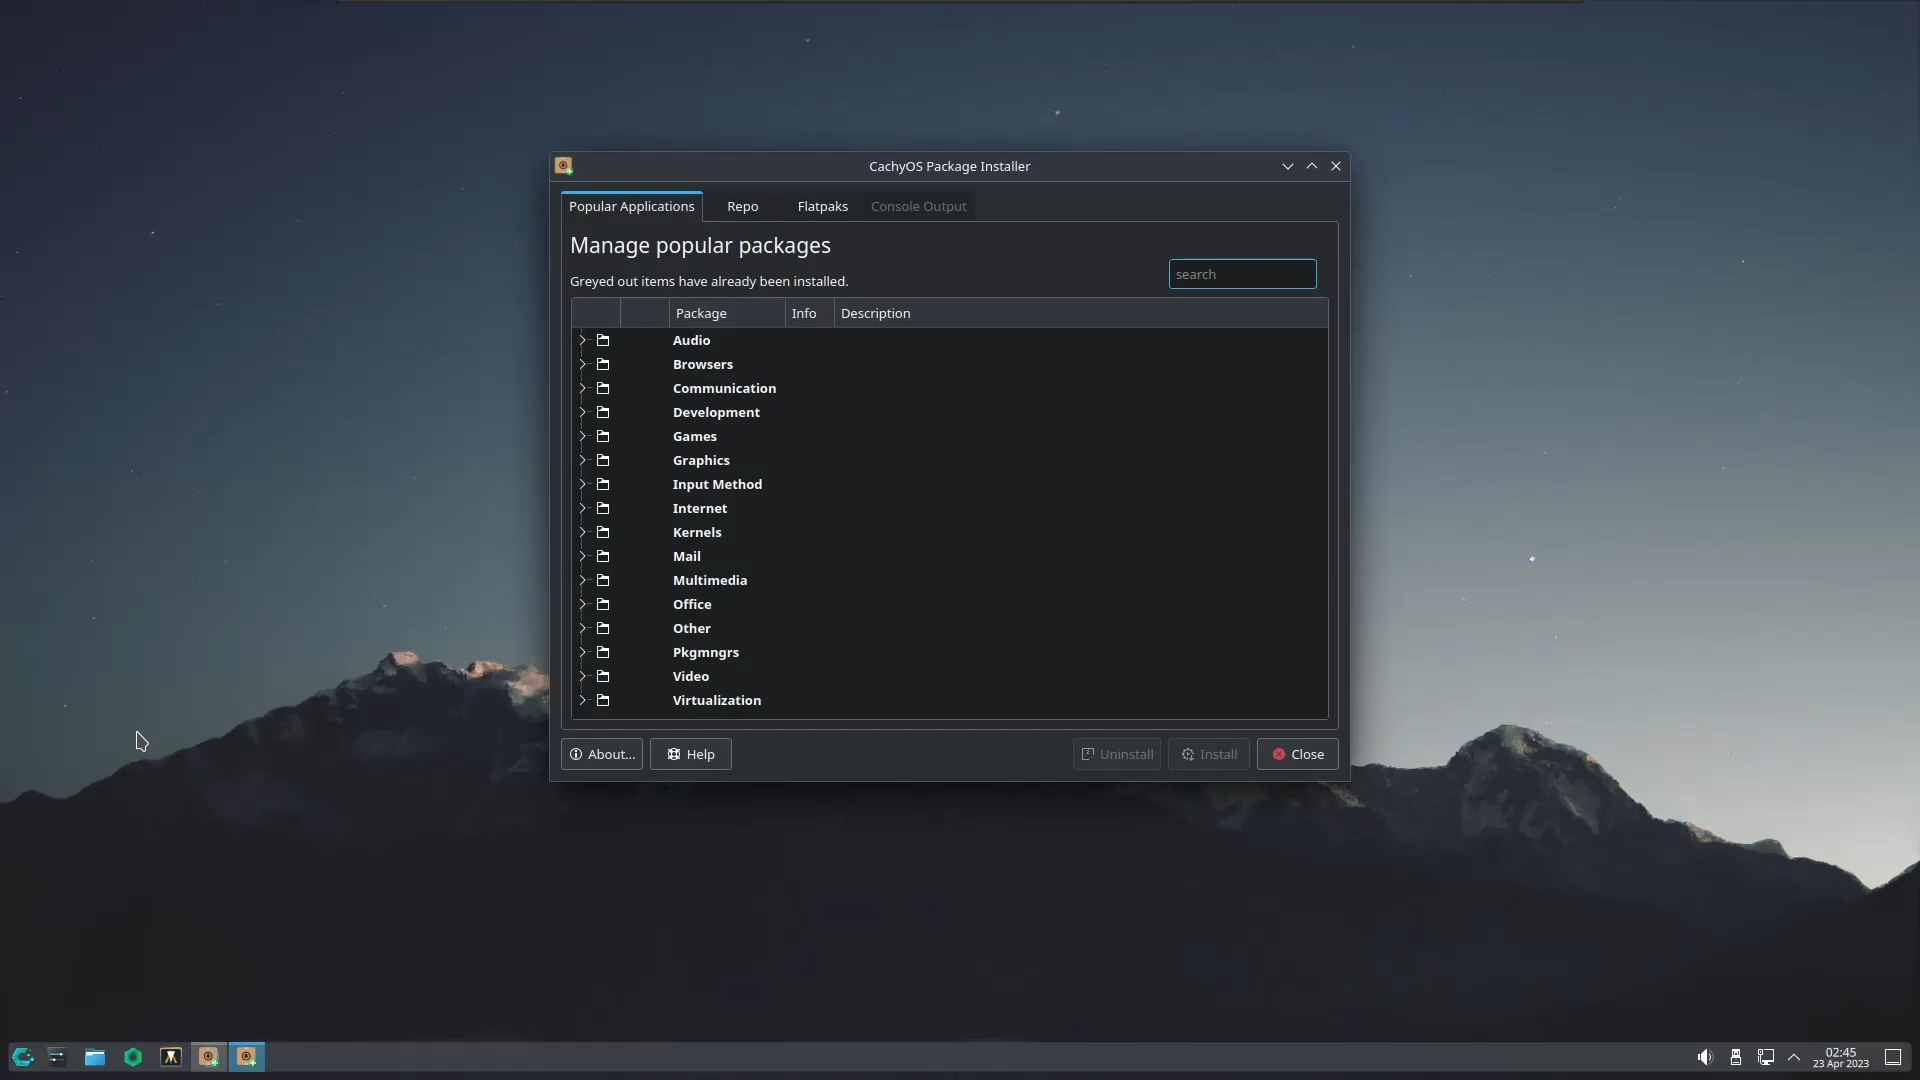 CachyOS Package Installer
Popular Applications Repo Flatpaks Console Output
Manage popular packages
search
Greyed out items have already been installed.
Package Info Description
Audio
Browsers
Communication
Development
Games
Graphics
Input Method
Internet
Kernels
Mail
Multimedia
Office
Other
Pkgmngrs
Video
Virtualization
About... Help Uninstall Install Close
02:45
23 Apr 2023